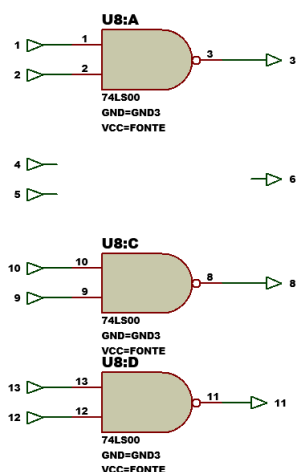 U8:A
1 1
3 3
2 2
74LS00
GND=GND3
VCC=FONTE
4
6
5
U8:C
10 10
8 8
9 9
74LS00
GND=GND3
VCC=FONTE
U8:D
13 13
11 11
12 12
74LS00
GND=GND3
VCC=FONTE